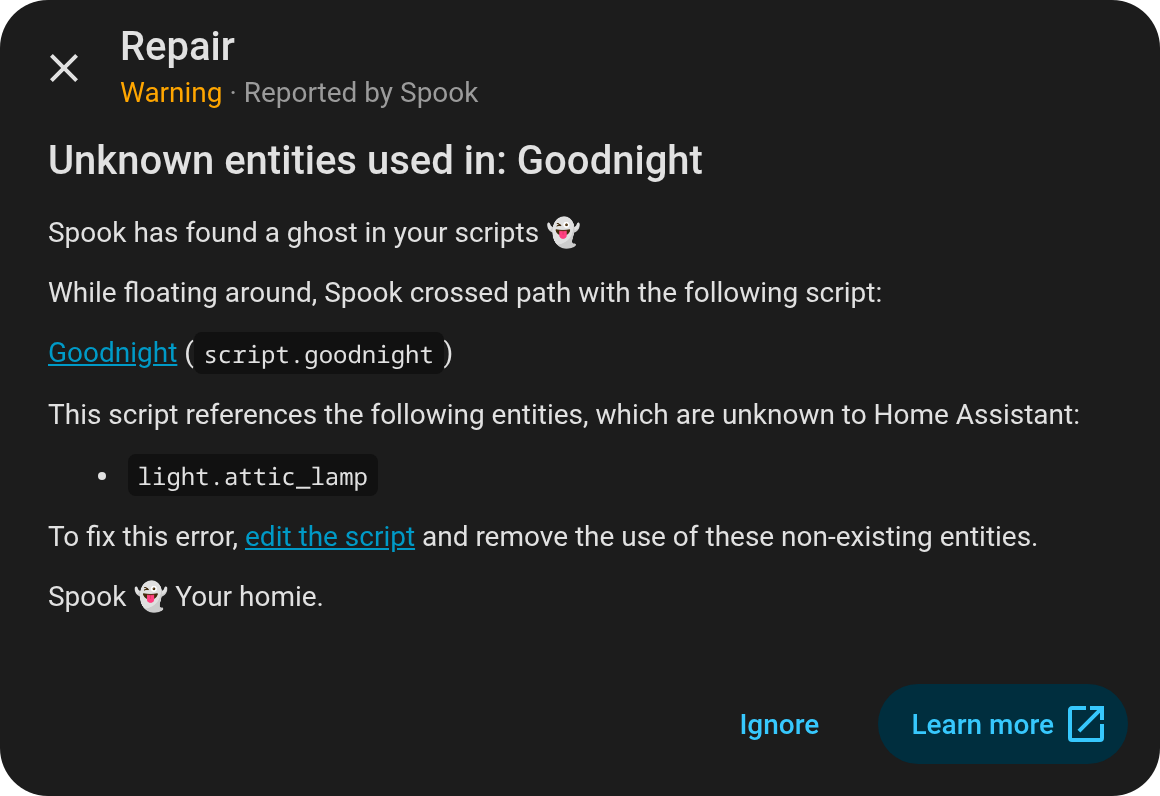 Repair
Warning · Reported by Spook
Unknown entities used in: Goodnight
Spook has found a ghost in your scripts 👻
While floating around, Spook crossed path with the following script:
Goodnight (script.goodnight)
This script references the following entities, which are unknown to Home Assistant:
• light.attic_lamp
To fix this error, edit the script and remove the use of these non-existing entities.
Spook 👻 Your homie.
Ignore
Learn more